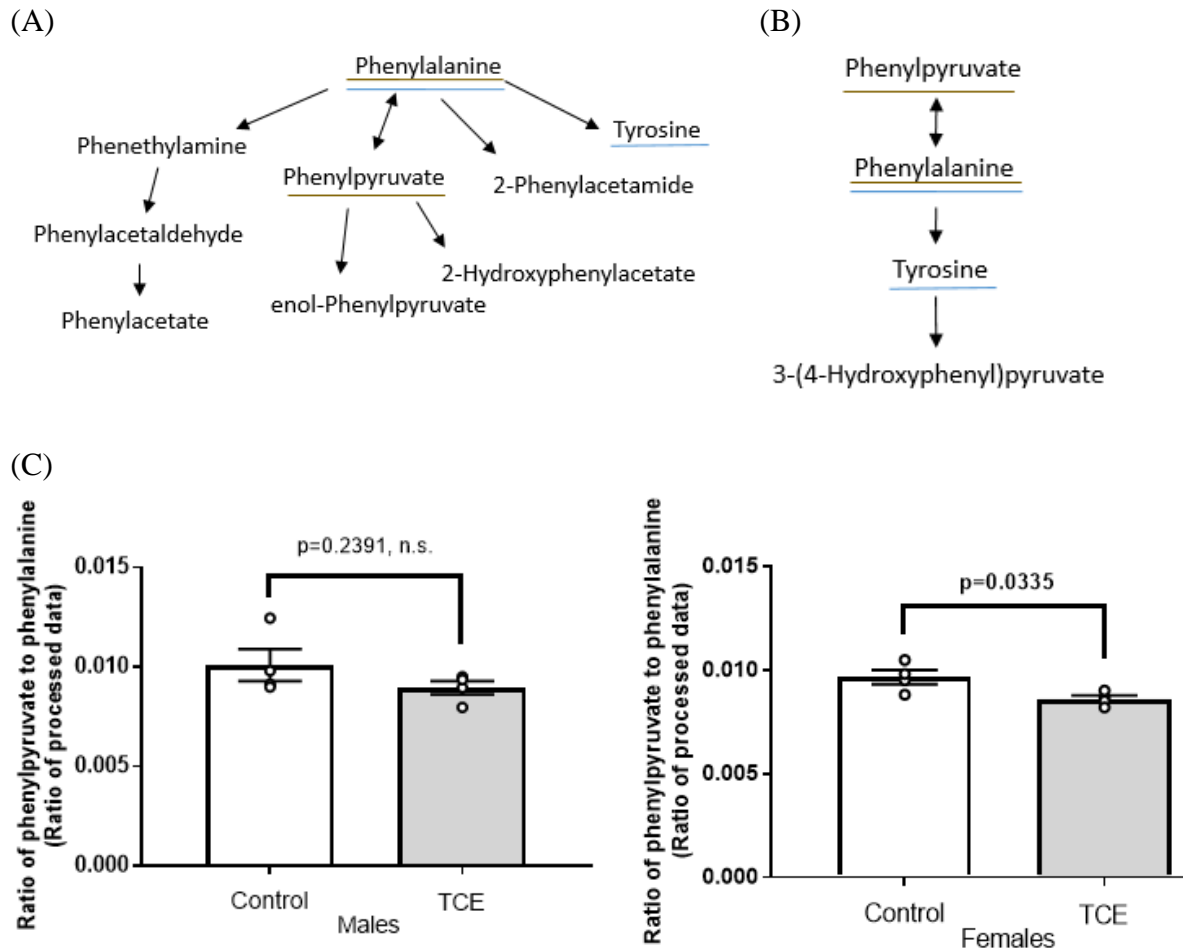 (A)
Phenylalanine
Phenethylamine
Tyrosine
Phenylpyruvate
2-Phenylacetamide
Phenylacetaldehyde
2-Hydroxyphenylacetate
enol-Phenylpyruvate
Phenylacetate
(B)
Phenylpyruvate
Phenylalanine
Tyrosine
3-(4-Hydroxyphenyl)pyruvate
(C)
Ratio of phenylpyruvate to phenylalanine
(Ratio of processed data)
p=0.2391, n.s.
0.015
0.010
0.005
0.000
Control
TCE
Males
Ratio of phenylpyruvate to phenylalanine
(Ratio of processed data)
p=0.0335
0.015
0.010
0.005
0.000
Control
TCE
Females